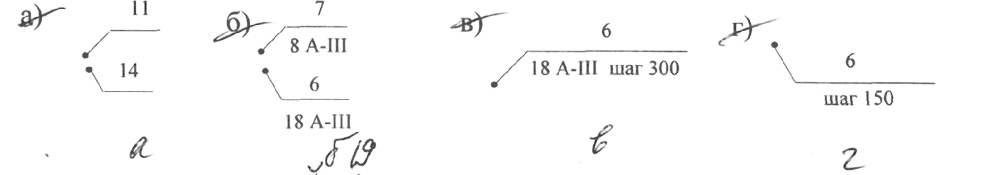 а) 11
14
б) 7
8 А-III
6
18 А-III
в) 6
18 А-III шаг 300
г) 6
шаг 150
а б в г